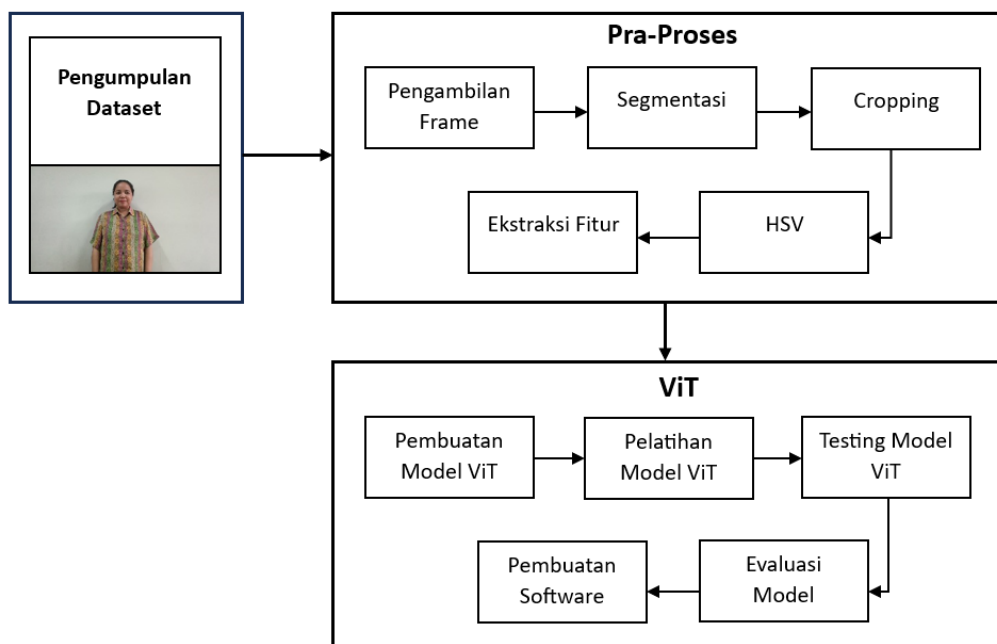 Pengumpulan
Dataset
Pra-Proses
Pengambilan
Frame
Segmentasi
Cropping
Ekstraksi Fitur
HSV
ViT
Pembuatan
Model ViT
Pelatihan
Model ViT
Testing Model
ViT
Pembuatan
Software
Evaluasi
Model